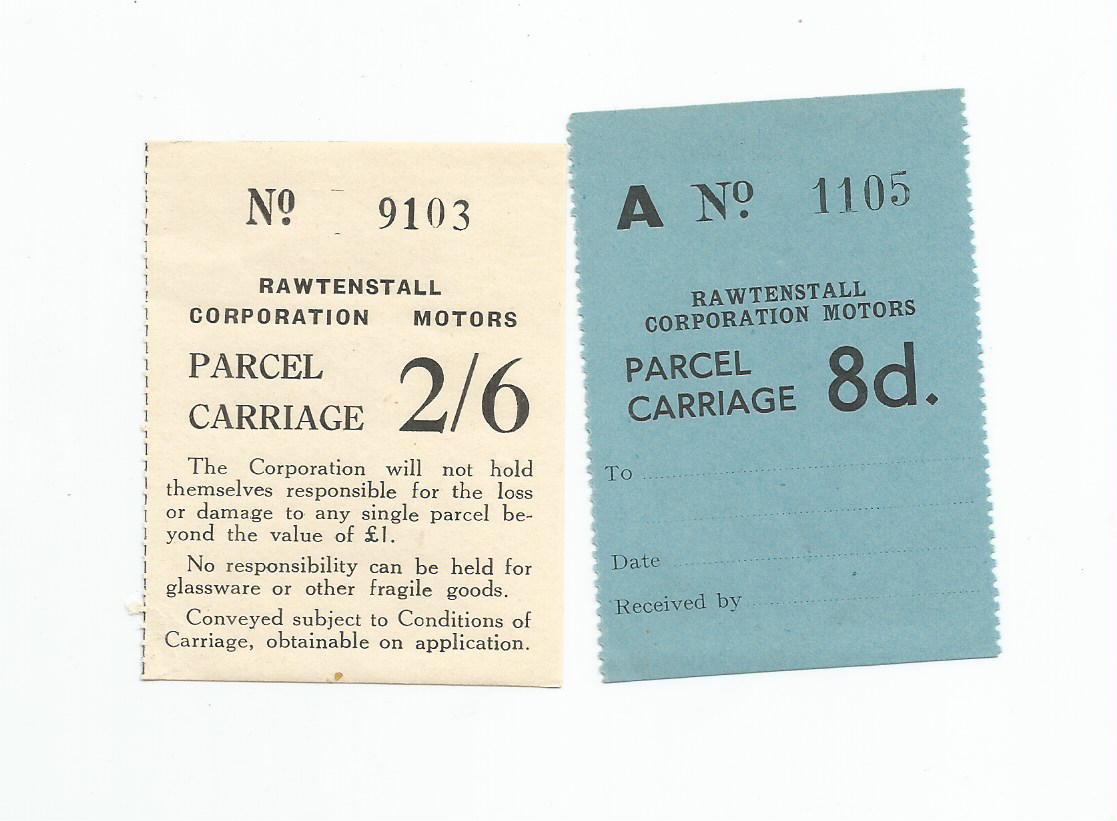 Nº 9103
RAWTENSTALL
CORPORATION MOTORS
PARCEL
CARRIAGE 2/6
The Corporation will not hold
themselves responsible for the loss
or damage to any single parcel be-
yond the value of £1.
No responsibility can be held for
glassware or other fragile goods.
Conveyed subject to Conditions of
Carriage, obtainable on application.
A Nº 1105
RAWTENSTALL
CORPORATION MOTORS
PARCEL
CARRIAGE 8d.
To
Date
Received by